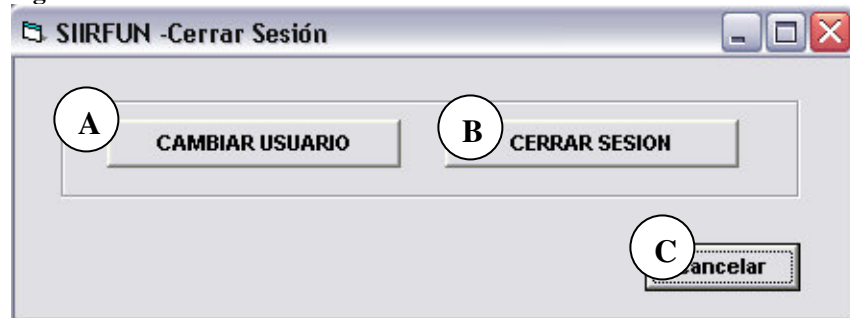 SIIRFUN -Cerrar Sesión
A CAMBIAR USUARIO
B CERRAR SESION
C ancelar